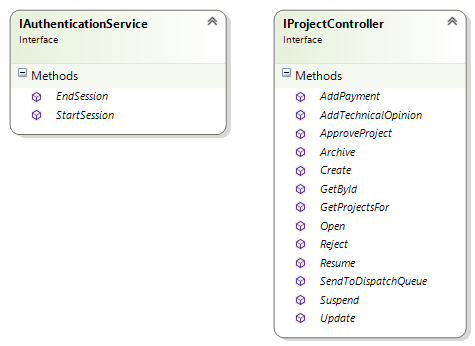 IAuthenticationService
Interface
Methods
EndSession
StartSession
IProjectController
Interface
Methods
AddPayment
AddTechnicalOpinion
ApproveProject
Archive
Create
GetById
GetProjectsFor
Open
Reject
Resume
SendToDispatchQueue
Suspend
Update